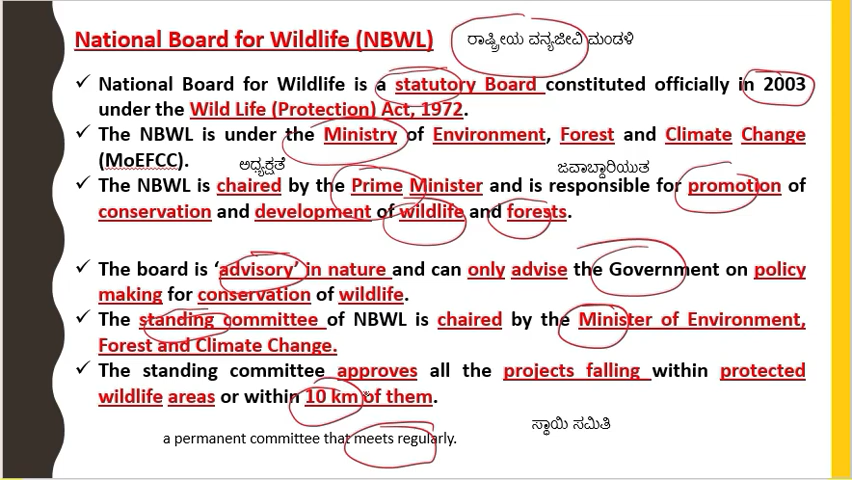 National Board for Wildlife (NBWL) ರಾಷ್ಟ್ರೀಯ ವನ್ಯಜೀವಿ ಮಂಡಳಿ
✓ National Board for Wildlife is a statutory Board constituted officially in 2003
under the Wild Life (Protection) Act, 1972.
✓ The NBWL is under the Ministry of Environment, Forest and Climate Change
(MoEFCC). ಅಧ್ಯಕ್ಷತೆ ಜವಾಬ್ದಾರಿಯುತ
✓ The NBWL is chaired by the Prime Minister and is responsible for promotion of
conservation and development of wildlife and forests.
✓ The board is ‘advisory’ in nature and can only advise the Government on policy
making for conservation of wildlife.
✓ The standing committee of NBWL is chaired by the Minister of Environment,
Forest and Climate Change.
✓ The standing committee approves all the projects falling within protected
wildlife areas or within 10 km of them.
ಸ್ಥಾಯಿ ಸಮಿತಿ
a permanent committee that meets regularly.